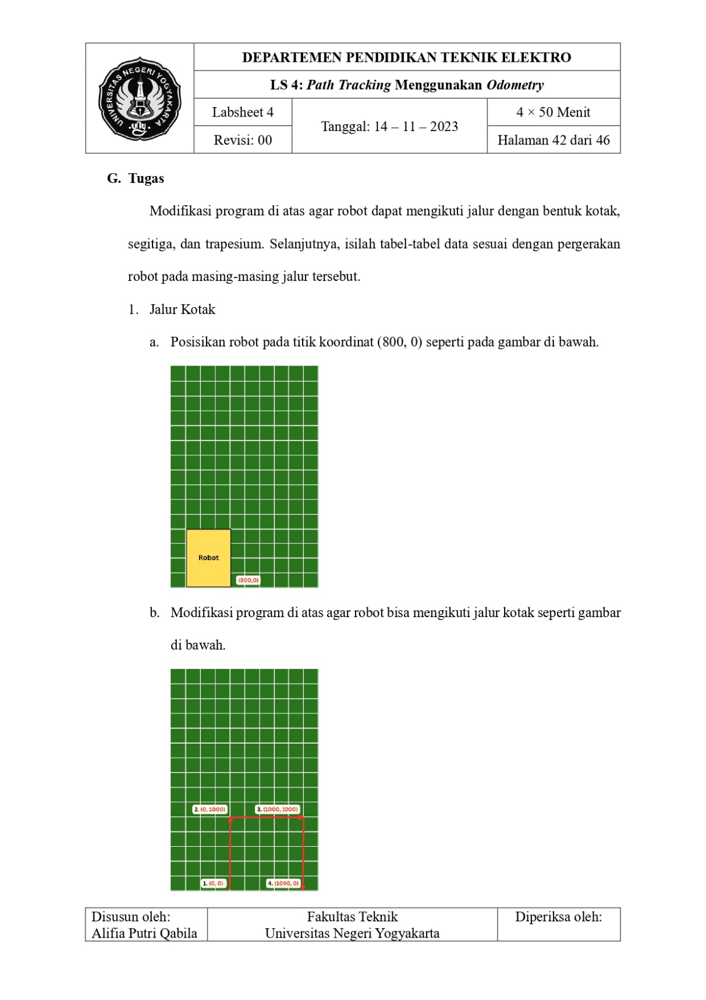 UNIVERSITAS NEGERI YOGYAKARTA
uny
DEPARTEMEN PENDIDIKAN TEKNIK ELEKTRO
LS 4: Path Tracking Menggunakan Odometry
Labsheet 4
Tanggal: 14 – 11 – 2023
4 × 50 Menit
Revisi: 00
Halaman 42 dari 46
G. Tugas
Modifikasi program di atas agar robot dapat mengikuti jalur dengan bentuk kotak,
segitiga, dan trapesium. Selanjutnya, isilah tabel-tabel data sesuai dengan pergerakan
robot pada masing-masing jalur tersebut.
1. Jalur Kotak
a. Posisikan robot pada titik koordinat (800, 0) seperti pada gambar di bawah.
Robot
(800,0)
b. Modifikasi program di atas agar robot bisa mengikuti jalur kotak seperti gambar
di bawah.
2. (0, 1000)
3. (1000, 1000)
1. (0, 0)
4. (1000, 0)
Disusun oleh:
Alifia Putri Qabila
Fakultas Teknik
Universitas Negeri Yogyakarta
Diperiksa oleh: